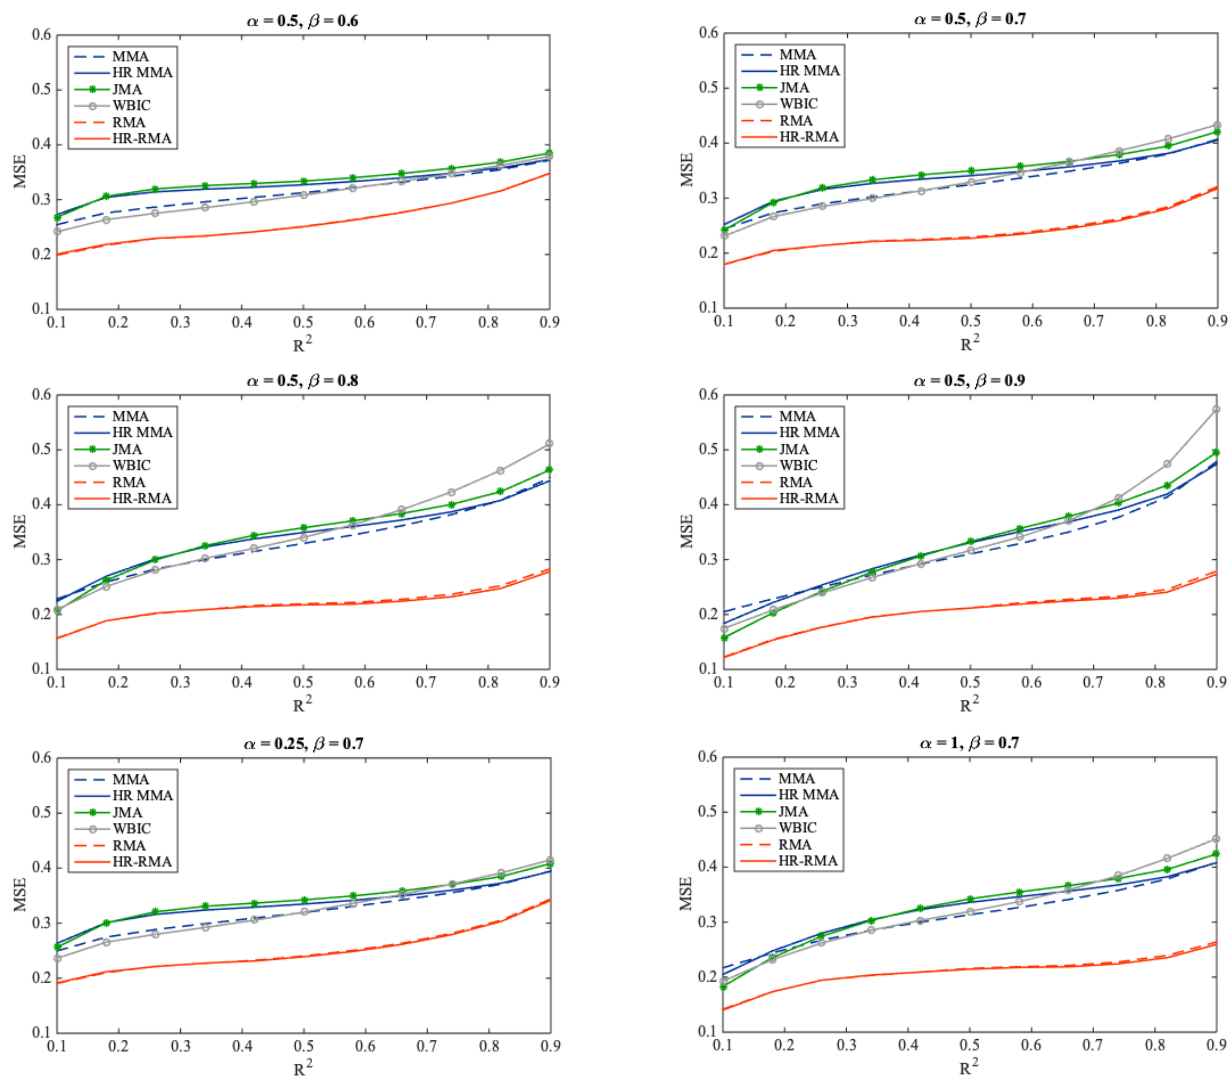 α = 0.5, β = 0.6
0.6
0.5
0.4
0.3
0.2
0.1
MSE
MMA
HR MMA
JMA
WBIC
RMA
HR-RMA
0.1 0.2 0.3 0.4 0.5 0.6 0.7 0.8 0.9
R²
α = 0.5, β = 0.7
0.6
0.5
0.4
0.3
0.2
0.1
MSE
MMA
HR MMA
JMA
WBIC
RMA
HR-RMA
0.1 0.2 0.3 0.4 0.5 0.6 0.7 0.8 0.9
R²
α = 0.5, β = 0.8
0.6
0.5
0.4
0.3
0.2
0.1
MSE
MMA
HR MMA
JMA
WBIC
RMA
HR-RMA
0.1 0.2 0.3 0.4 0.5 0.6 0.7 0.8 0.9
R²
α = 0.5, β = 0.9
0.6
0.5
0.4
0.3
0.2
0.1
MSE
MMA
HR MMA
JMA
WBIC
RMA
HR-RMA
0.1 0.2 0.3 0.4 0.5 0.6 0.7 0.8 0.9
R²
α = 0.25, β = 0.7
0.6
0.5
0.4
0.3
0.2
0.1
MSE
MMA
HR MMA
JMA
WBIC
RMA
HR-RMA
0.1 0.2 0.3 0.4 0.5 0.6 0.7 0.8 0.9
R²
α = 1, β = 0.7
0.6
0.5
0.4
0.3
0.2
0.1
MSE
MMA
HR MMA
JMA
WBIC
RMA
HR-RMA
0.1 0.2 0.3 0.4 0.5 0.6 0.7 0.8 0.9
R²